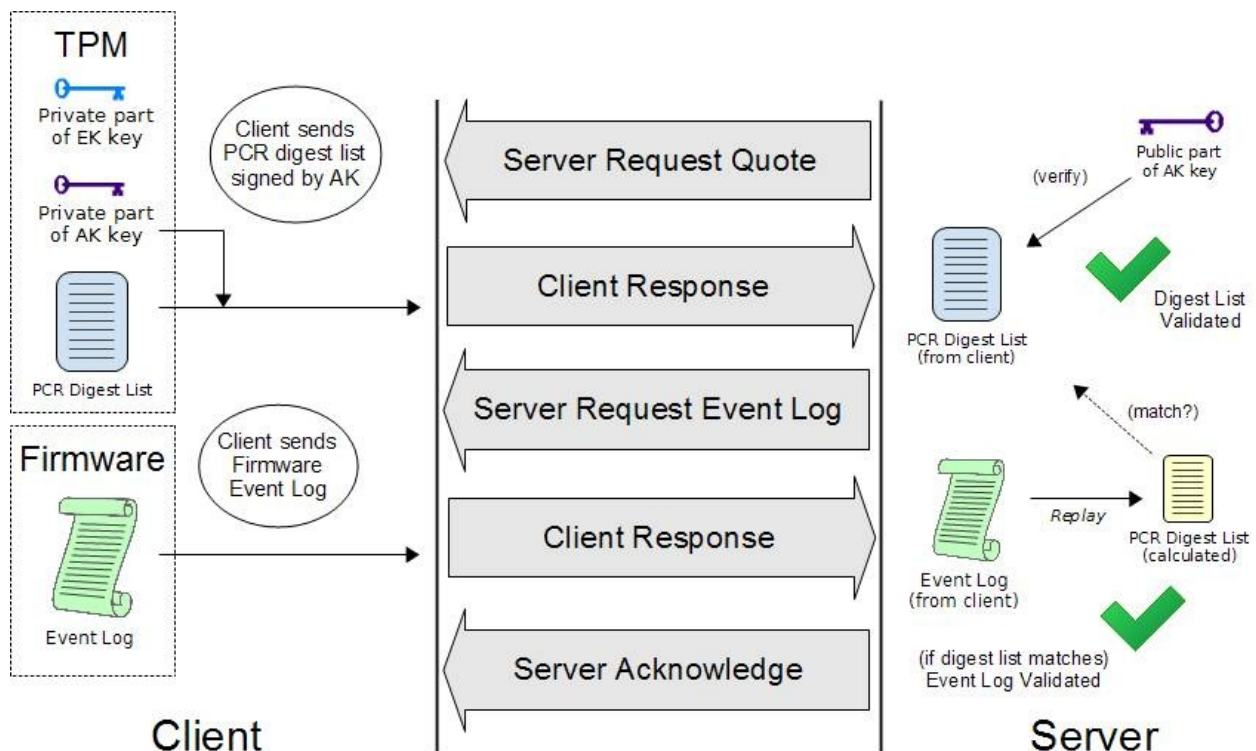 TPM
Private part
of EK key
Private part
of AK key
PCR Digest List
Client sends
PCR digest list
signed by AK
Firmware
Event Log
Client sends
Firmware
Event Log
Client
Server Request Quote
Client Response
Server Request Event Log
Client Response
Server Acknowledge
Public part
of AK key
(verify)
PCR Digest List
(from client)
Digest List
Validated
(match?)
Event Log
(from client)
Replay
PCR Digest List
(calculated)
(if digest list matches)
Event Log Validated
Server